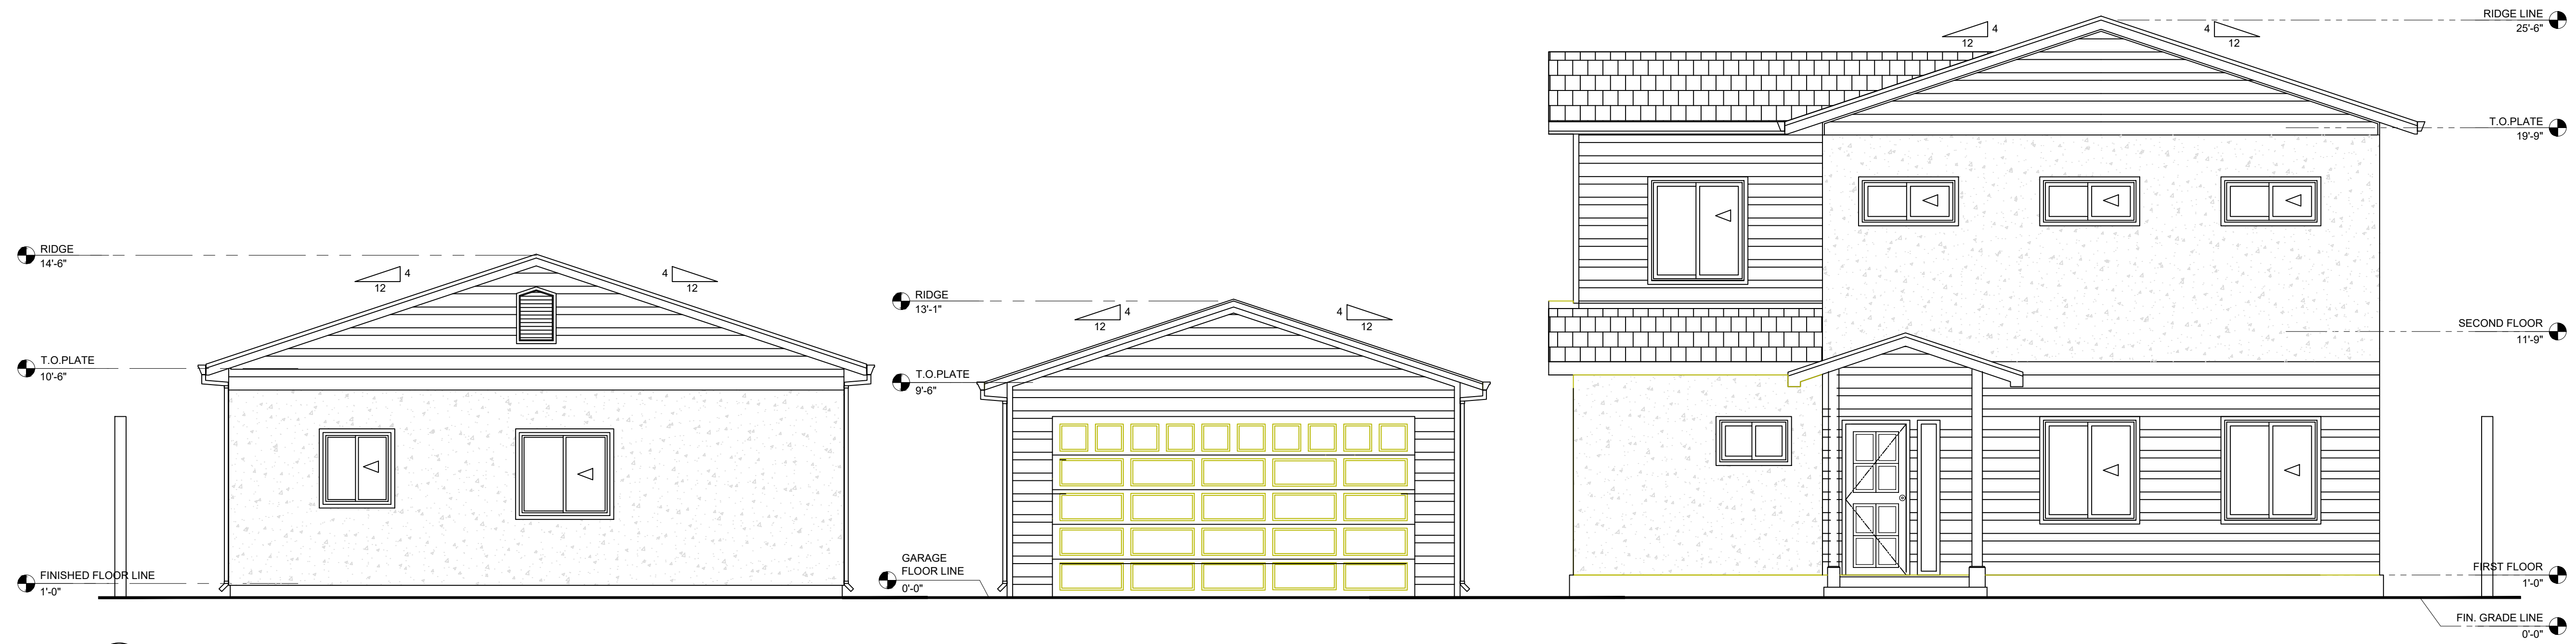 RIDGE
14'-6"
4
12
4
12
T.O.PLATE
10'-6"
FINISHED FLOOR LINE
1'-0"
RIDGE
13'-1"
4
12
4
12
T.O.PLATE
9'-6"
GARAGE
FLOOR LINE
0'-0"
4
12
4
12
RIDGE LINE
25'-6"
T.O.PLATE
19'-9"
SECOND FLOOR
11'-9"
FIRST FLOOR
1'-0"
FIN. GRADE LINE
0'-0"